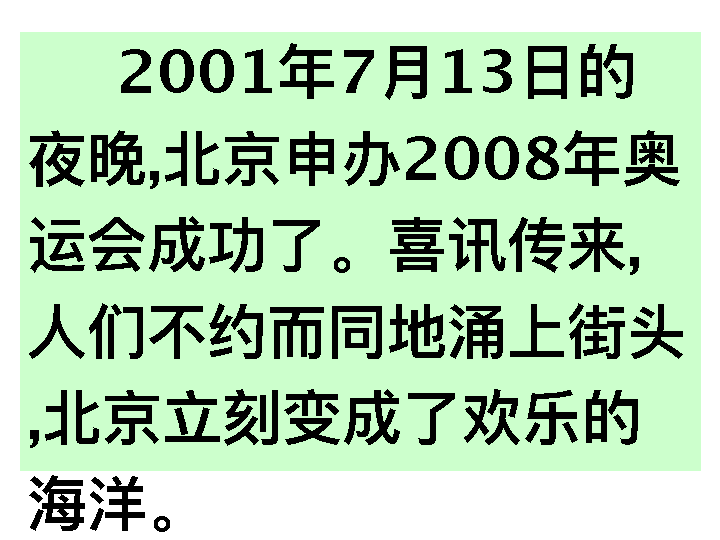 2001年7月13日的
夜晚,北京申办2008年奥
运会成功了。喜讯传来,
人们不约而同地涌上街头
,北京立刻变成了欢乐的
海洋。